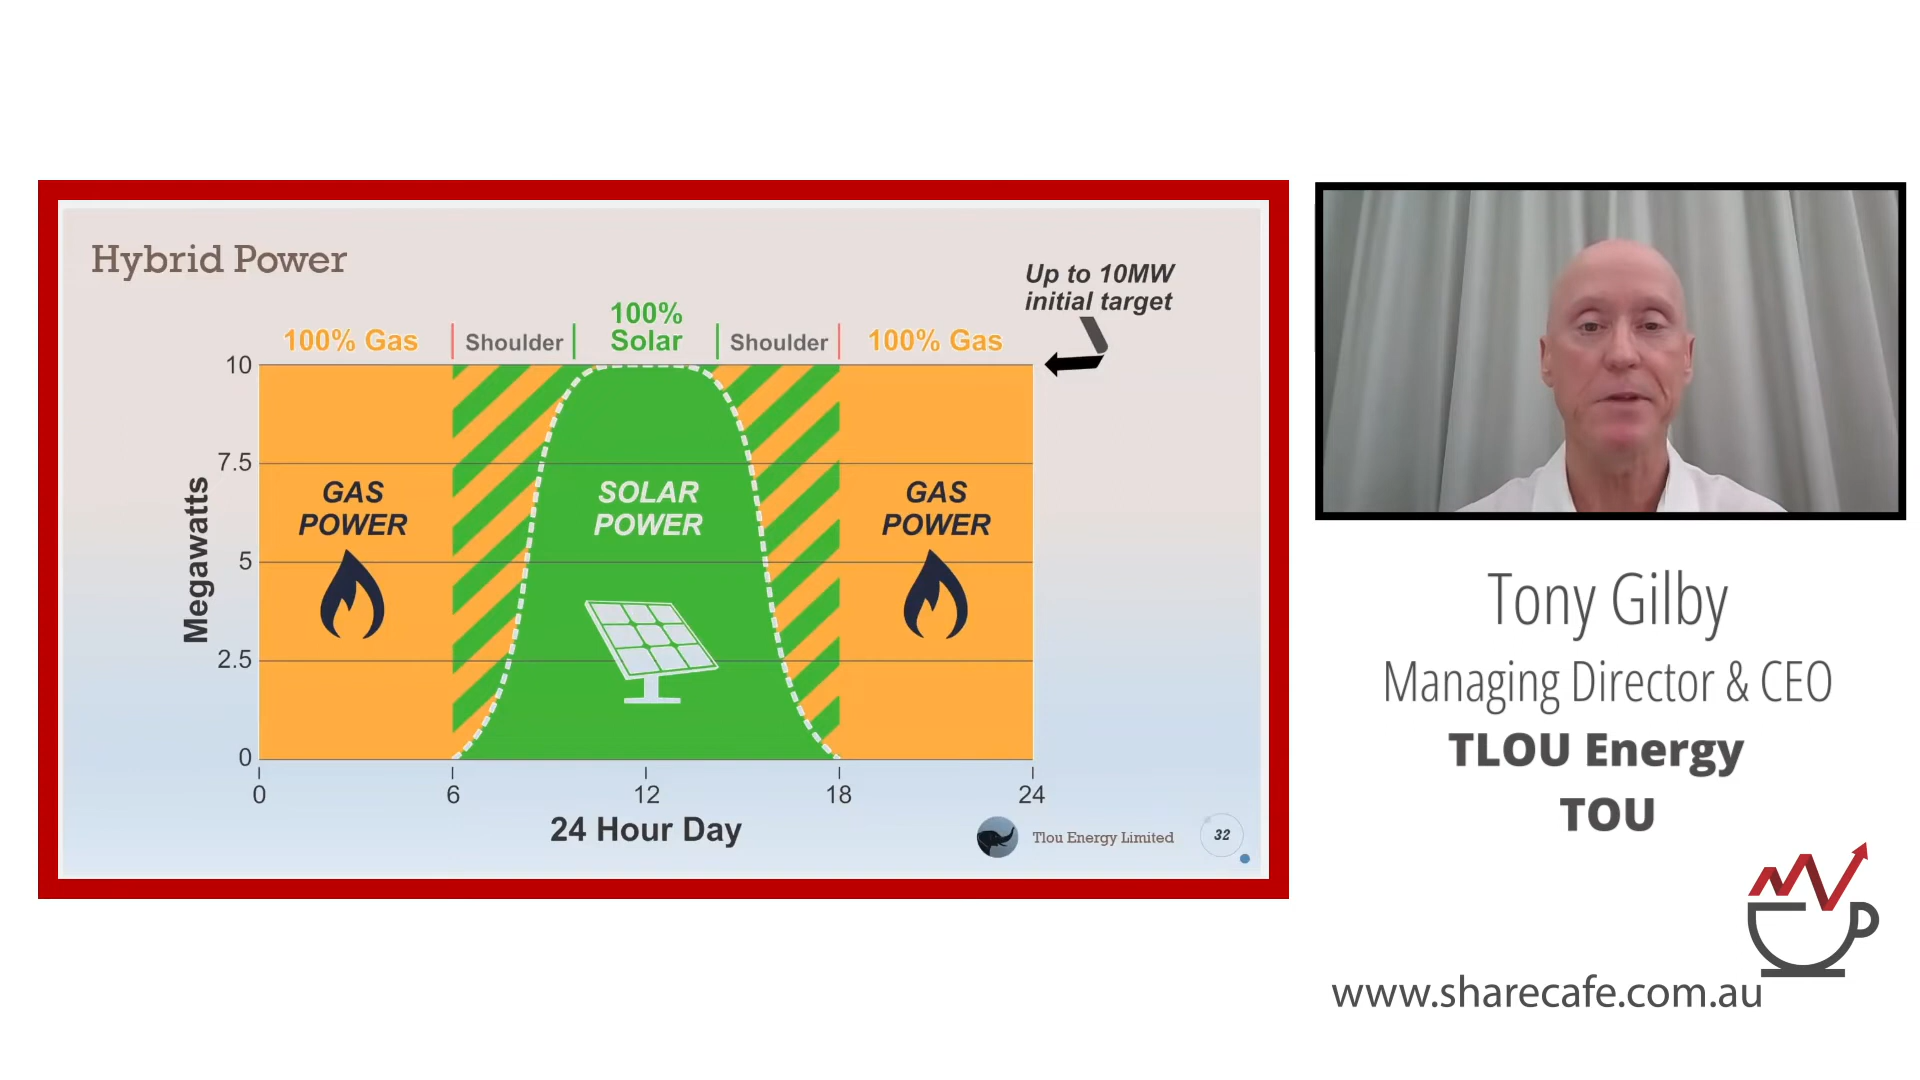 Hybrid Power
Up to 10MW
initial target
100% Gas
Shoulder
100%
Solar
Shoulder
100% Gas
10
7.5
5
2.5
0
Megawatts
GAS
POWER
SOLAR
POWER
GAS
POWER
0
6
12
18
24
24 Hour Day
Tlou Energy Limited
32
Tony Gilby
Managing Director & CEO
TLOU Energy
TOU
www.sharecafe.com.au